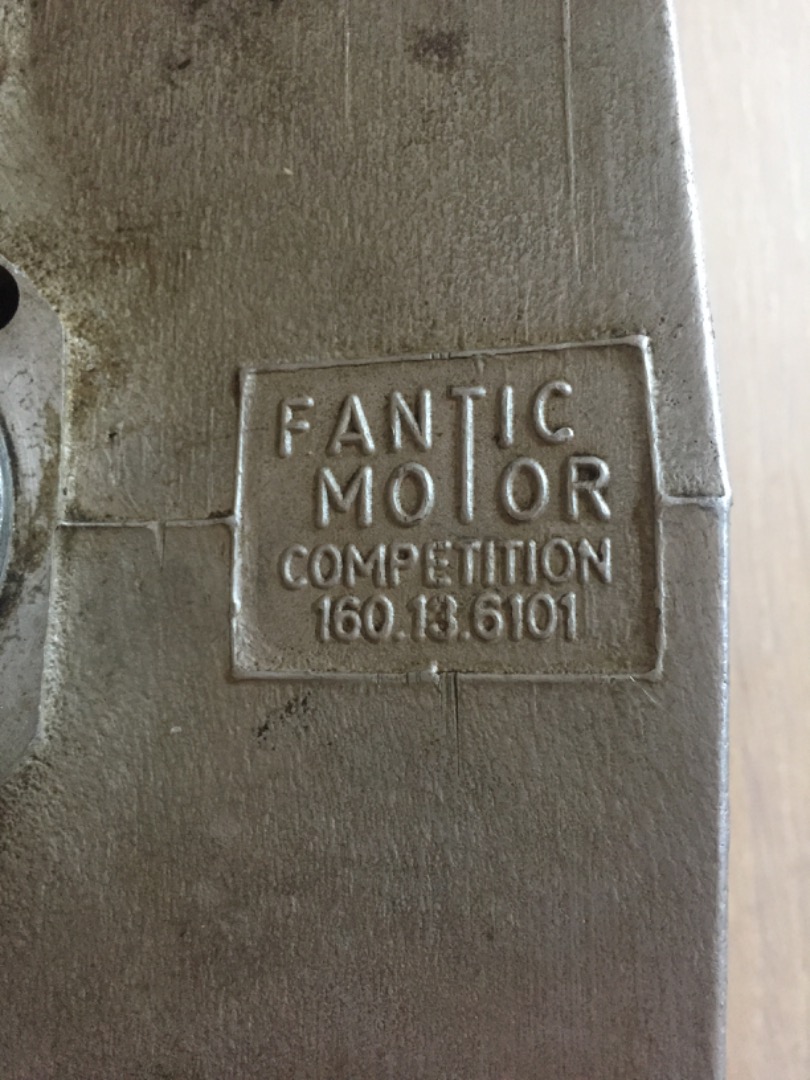 FANTIC
MOTOR
COMPETITION
160.13.6101